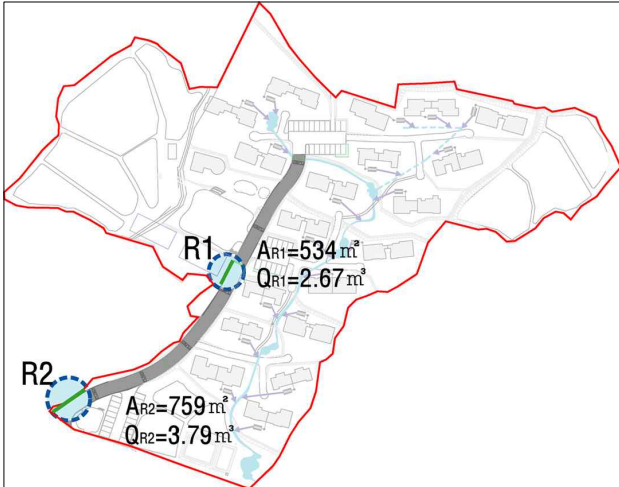 R1
AR1=534㎡
QR1=2.67㎥
R2
AR2=759㎡
QR2=3.79㎥